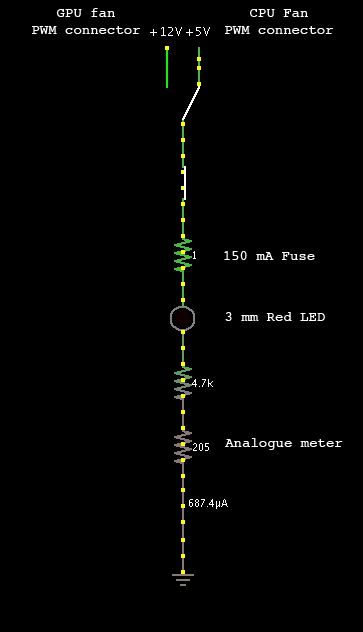 GPU fan
PWM connector
+12V
+5V
CPU Fan
PWM connector
1
150 mA Fuse
3 mm Red LED
4.7k
205
Analogue meter
687.4μA